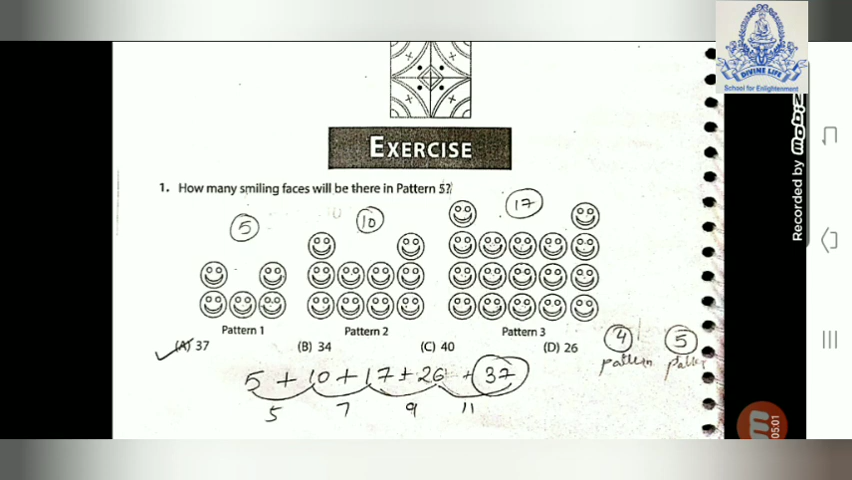 DIVINE LIFE
School for Enlightenment
Recorded by
EXERCISE
1. How many smiling faces will be there in Pattern 5?
5 10 17
Pattern 1 Pattern 2 Pattern 3
(A) 37 (B) 34 (C) 40 (D) 26
4 5
pattern
5 + 10 + 17 + 26 + 37
5 7 9 11
05:01